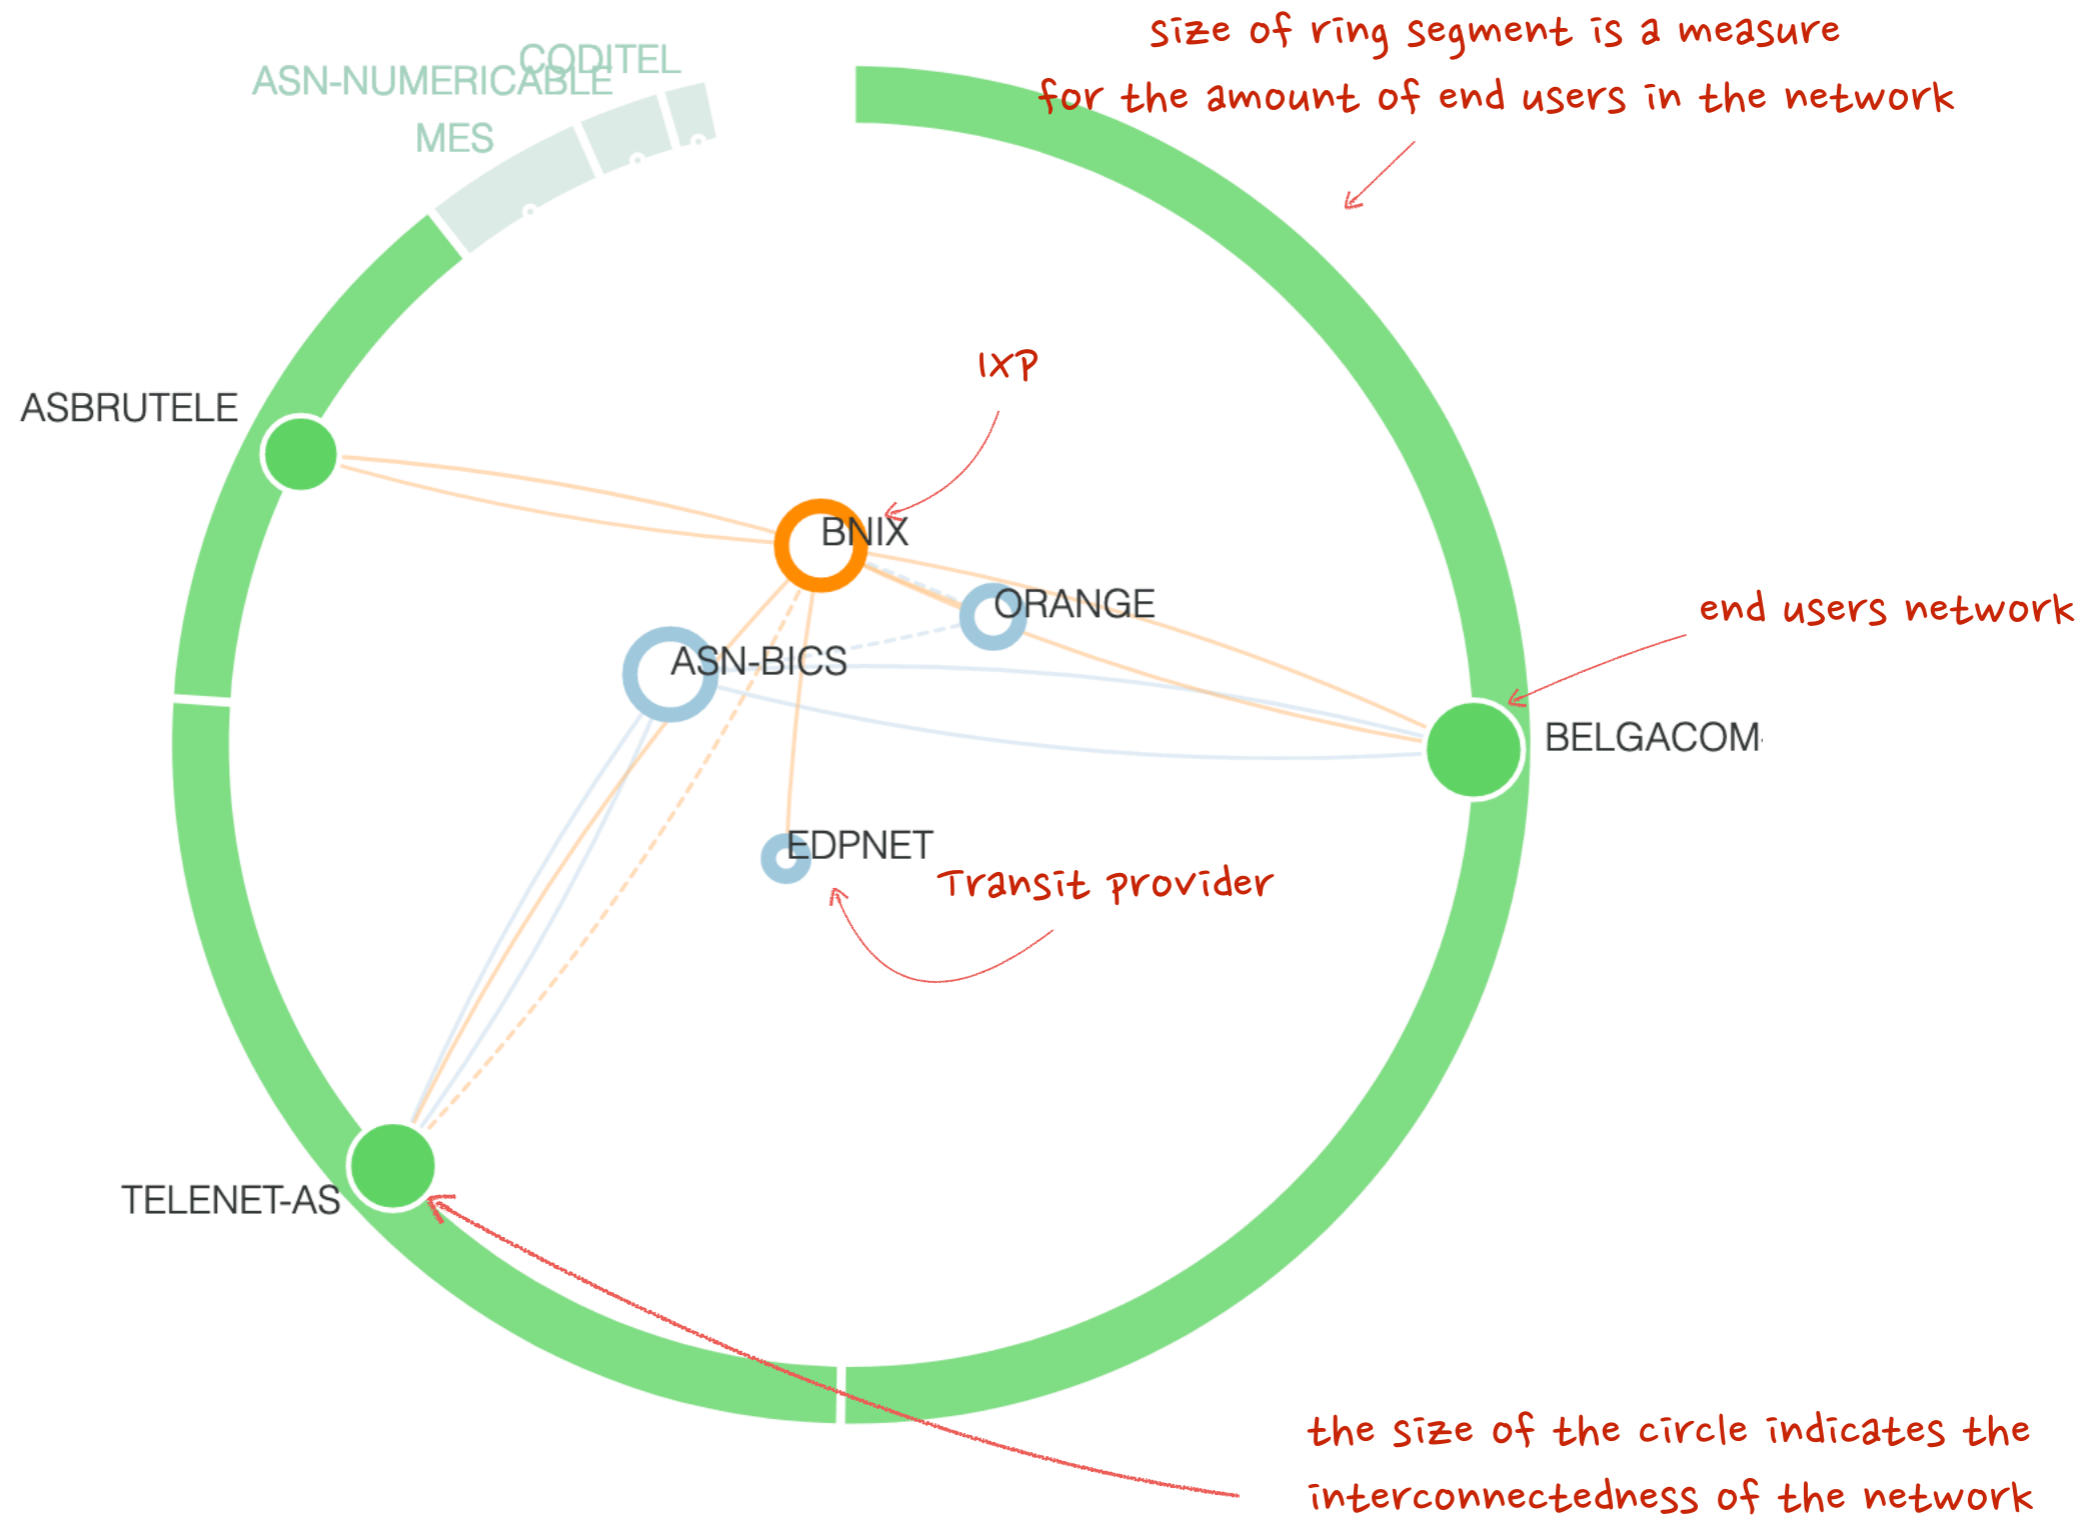 size of ring segment is a measure
for the amount of end users in the network
CODITEL
ASN-NUMERICABLE
MES
IXP
ASBRUTELE
BNIX
ORANGE
end users network
ASN-BICS
BELGACOM-
EDPNET
Transit provider
TELENET-AS
the size of the circle indicates the
interconnectedness of the network